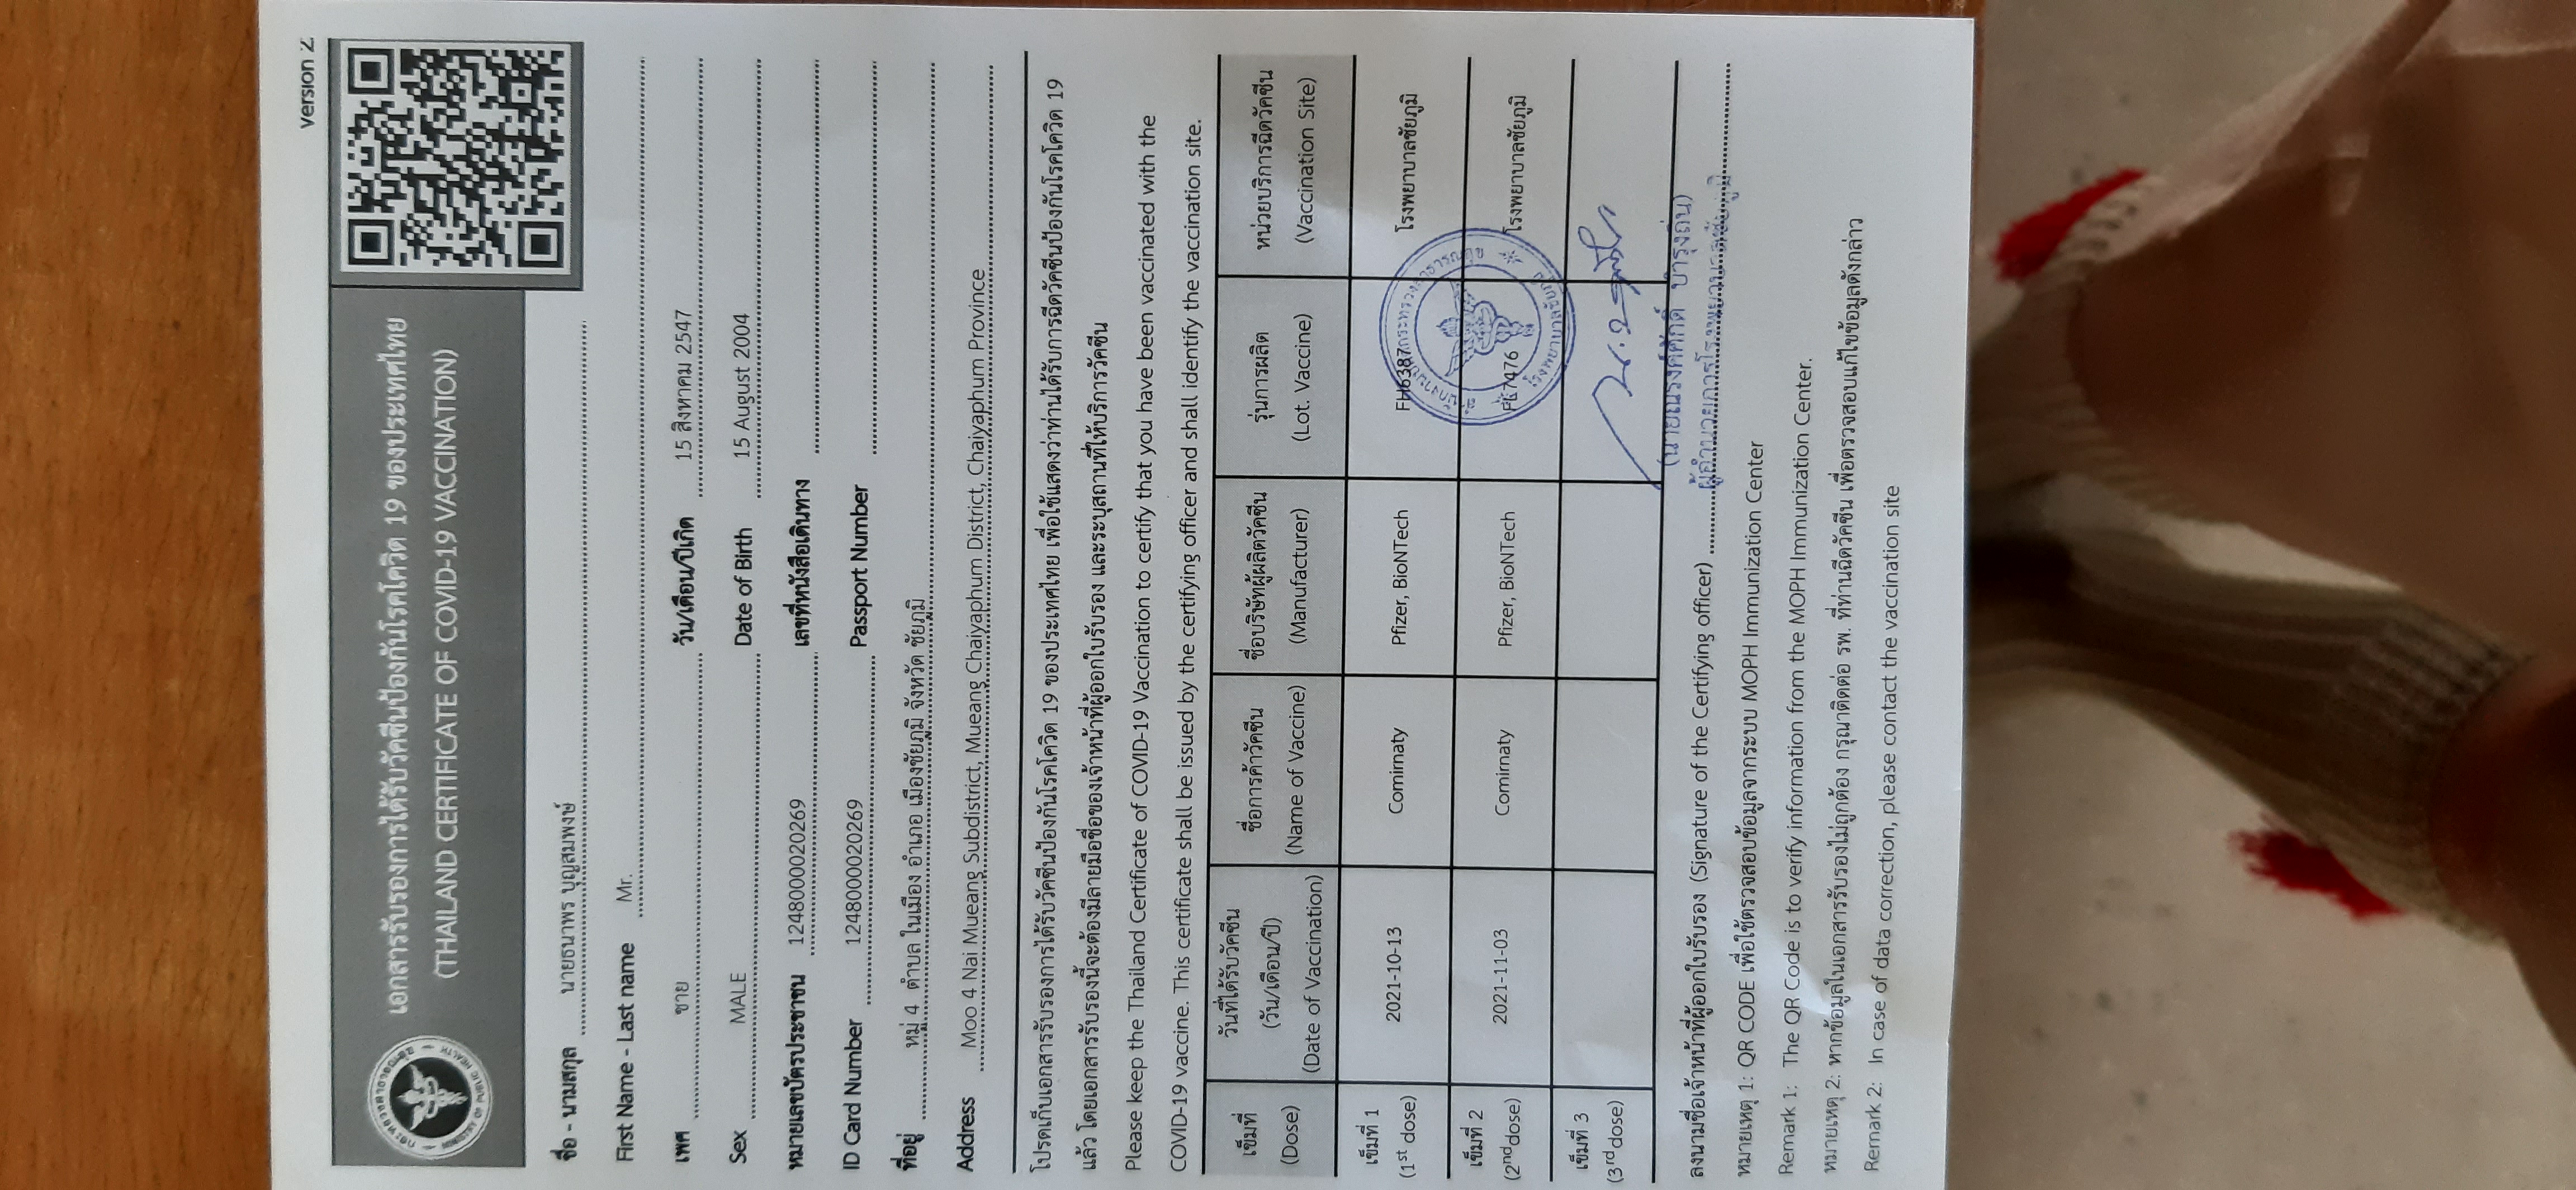 Version 2
เอกสารรับรองการได้รับวัคซีนป้องกันโรคโควิด 19 ของประเทศไทย
(THAILAND CERTIFICATE OF COVID-19 VACCINATION)
กระทรวงสาธารณสุข
MINISTRY OF PUBLIC HEALTH
ชื่อ - นามสกุล นายธนาพร บุญสมพงษ์
First Name - Last name Mr.
เพศ ชาย วัน/เดือน/ปีเกิด 15 สิงหาคม 2547
Sex MALE Date of Birth 15 August 2004
หมายเลขบัตรประชาชน 1248000020269 เลขที่หนังสือเดินทาง
ID Card Number 1248000020269 Passport Number
ที่อยู่ หมู่ 4 ตำบล ในเมือง อำเภอ เมืองชัยภูมิ จังหวัด ชัยภูมิ
Address Moo 4 Nai Mueang Subdistrict, Mueang Chaiyaphum District, Chaiyaphum Province
โปรดเก็บเอกสารรับรองการได้รับวัคซีนป้องกันโรคโควิด 19 ของประเทศไทย เพื่อใช้แสดงว่าท่านได้รับการฉีดวัคซีนป้องกันโรคโควิด 19
แล้ว โดยเอกสารรับรองนี้จะต้องมีลายมือชื่อของเจ้าหน้าที่ผู้ออกใบรับรอง และระบุสถานที่ให้บริการวัคซีน
Please keep the Thailand Certificate of COVID-19 Vaccination to certify that you have been vaccinated with the
COVID-19 vaccine. This certificate shall be issued by the certifying officer and shall identify the vaccination site.
เข็มที่ (Dose) วันที่ได้รับวัคซีน (วัน/เดือน/ปี) (Date of Vaccination) ชื่อการค้าวัคซีน (Name of Vaccine) ชื่อบริษัทผู้ผลิตวัคซีน (Manufacturer) รุ่นการผลิต (Lot. Vaccine) หน่วยบริการฉีดวัคซีน (Vaccination Site)
เข็มที่ 1 (1st dose) 2021-10-13 Comirnaty Pfizer, BioNTech FH6387 โรงพยาบาลชัยภูมิ
เข็มที่ 2 (2nd dose) 2021-11-03 Comirnaty Pfizer, BioNTech FL7476 โรงพยาบาลชัยภูมิ
สำนักงานปลัดกระทรวงสาธารณสุข
โรงพยาบาลชัยภูมิ
เข็มที่ 3 (3rd dose)
(นายณรงค์ศักดิ์ บำรุงถิ่น)
ลงนามชื่อเจ้าหน้าที่ผู้ออกใบรับรอง (Signature of the Certifying officer) ผู้อำนวยการโรงพยาบาลชัยภูมิ
หมายเหตุ 1: QR CODE เพื่อใช้ตรวจสอบข้อมูลจากระบบ MOPH Immunization Center
Remark 1: The QR Code is to verify information from the MOPH Immunization Center.
หมายเหตุ 2: หากข้อมูลในเอกสารรับรองไม่ถูกต้อง กรุณาติดต่อ รพ. ที่ท่านฉีดวัคซีน เพื่อตรวจสอบแก้ไขข้อมูลดังกล่าว
Remark 2: In case of data correction, please contact the vaccination site